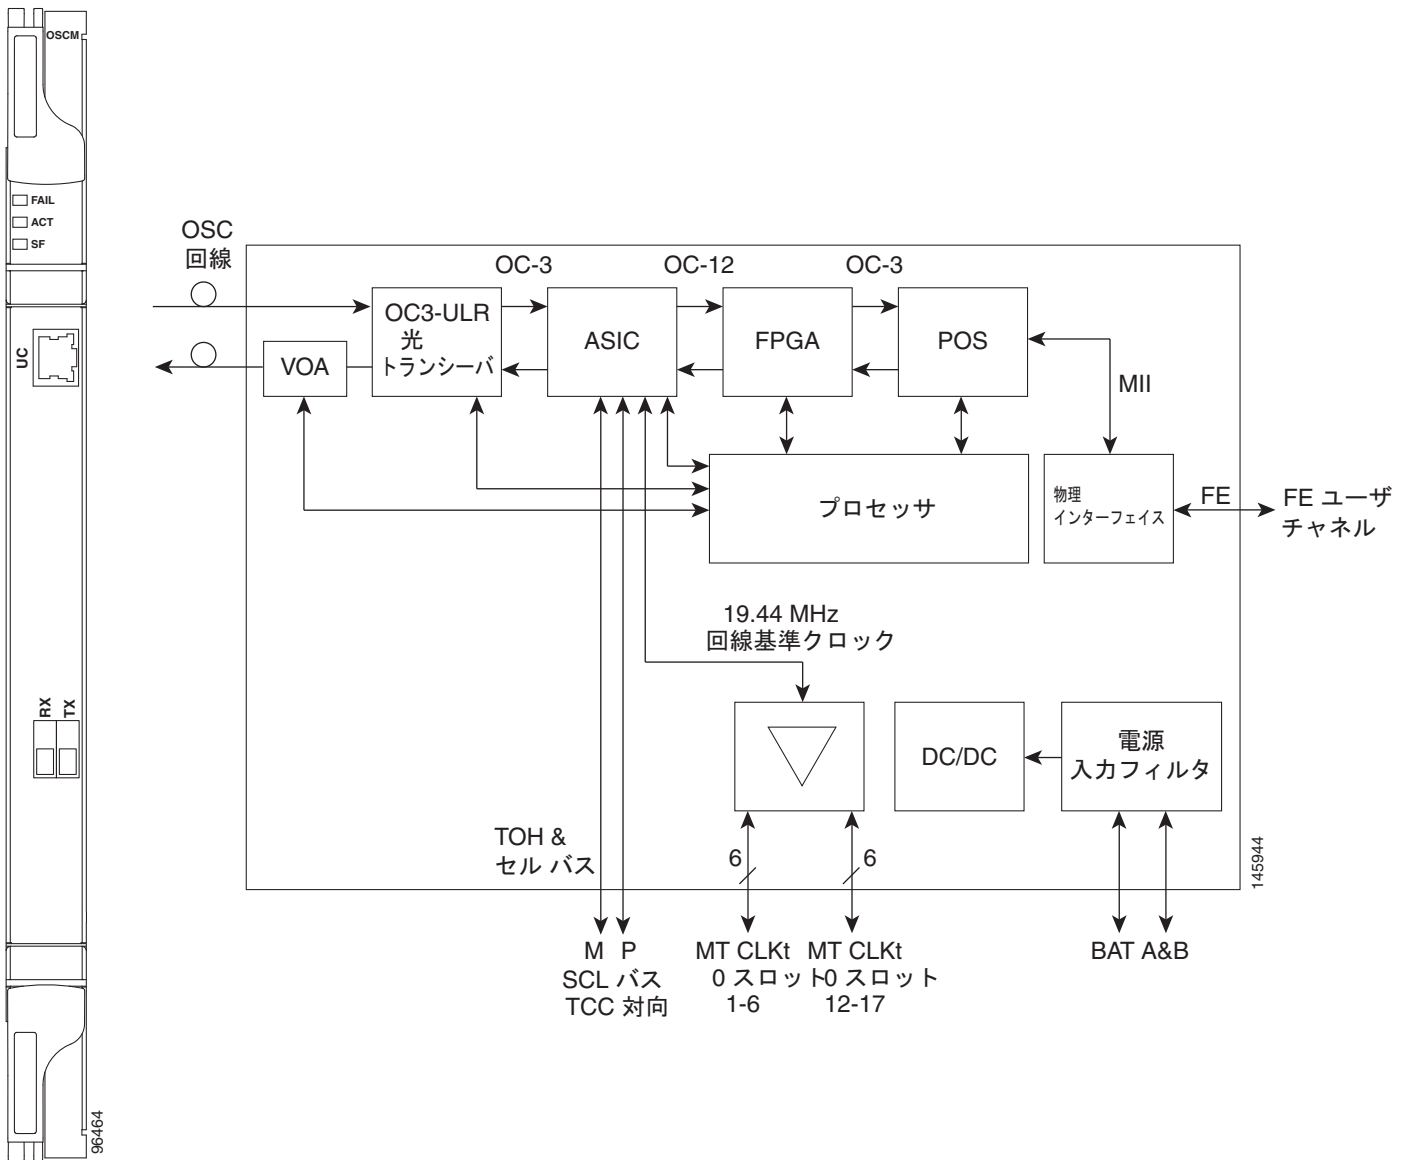 OSCM
FAIL
ACT
SF
UC
RX
TX
96464
OSC
回線
OC-3
OC-12
OC-3
OC3-ULR
光
トランシーバ
ASIC
FPGA
POS
VOA
MII
プロセッサ
物理
インターフェイス
FE
FE ユーザ
チャネル
19.44 MHz
回線基準クロック
DC/DC
電源
入力フィルタ
TOH &
セル バス
6
6
145944
M P
SCL バス
TCC 対向
MT CLKt
0 スロット
1-6
MT CLKt
0 スロット
12-17
BAT A&B